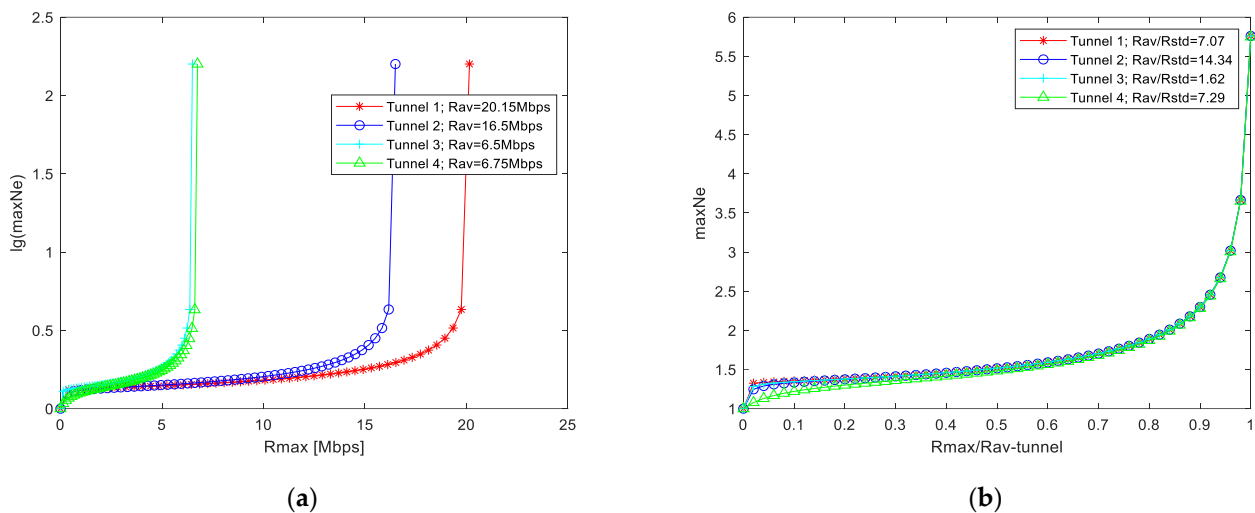 2.5
2
1.5
1
0.5
0
lg(maxNe)
Tunnel 1; Rav=20.15Mbps
Tunnel 2; Rav=16.5Mbps
Tunnel 3; Rav=6.5Mbps
Tunnel 4; Rav=6.75Mbps
0 5 10 15 20 25
Rmax [Mbps]
(a)
6
5.5
5
4.5
4
3.5
3
2.5
2
1.5
1
maxNe
Tunnel 1; Rav/Rstd=7.07
Tunnel 2; Rav/Rstd=14.34
Tunnel 3; Rav/Rstd=1.62
Tunnel 4; Rav/Rstd=7.29
0 0.1 0.2 0.3 0.4 0.5 0.6 0.7 0.8 0.9 1
Rmax/Rav-tunnel
(b)